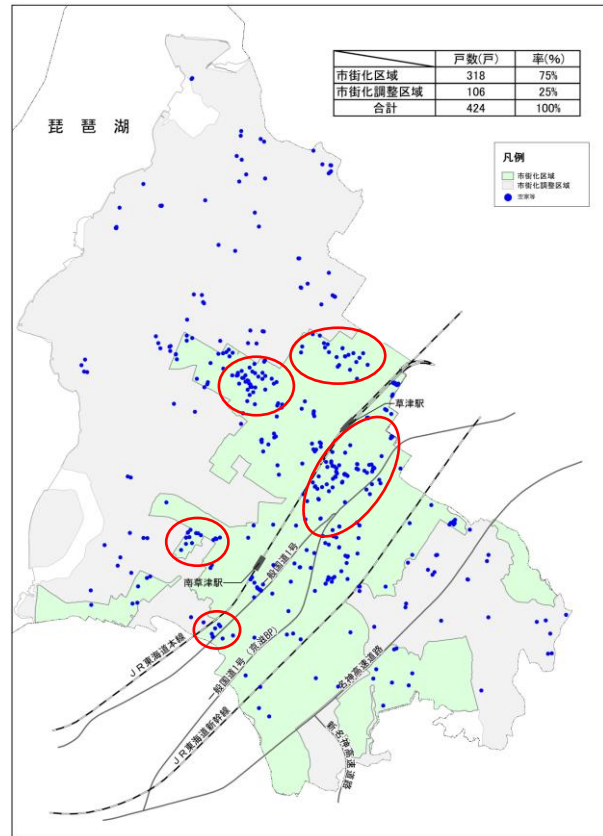 戸数(戸) 率(%)
市街化区域 318 75%
市街化調整区域 106 25%
合計 424 100%
琵琶湖
凡例
市街化区域
市街化調整区域
空家等
草津駅
南草津駅
一般国道1号
一般国道1号(京滋BP)
JR東海道本線
JR東海道新幹線
名神高速道路
新名神高速道路